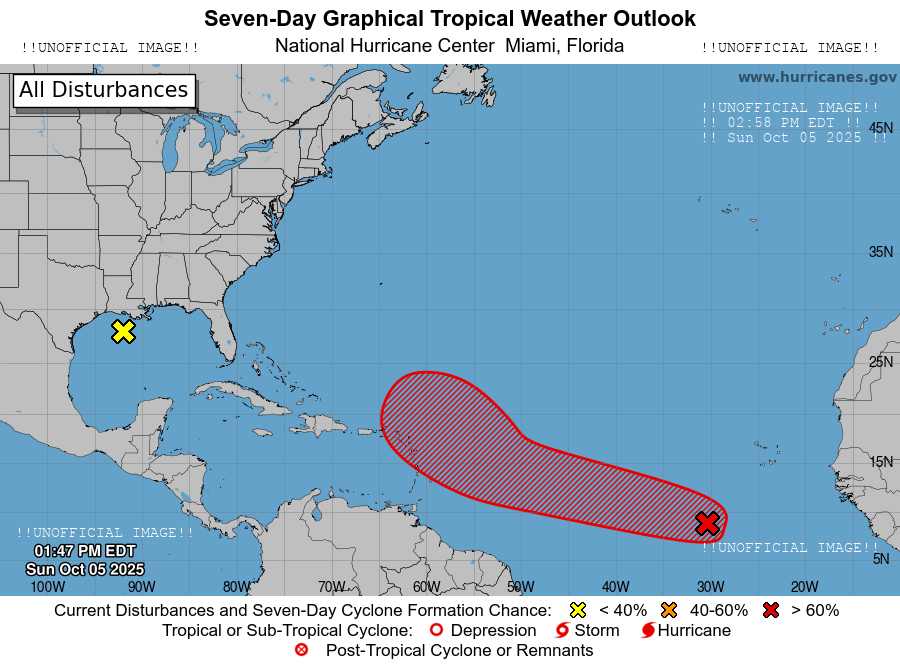 Seven-Day Graphical Tropical Weather Outlook
!!UNOFFICIAL IMAGE!! National Hurricane Center Miami, Florida !!UNOFFICIAL IMAGE!!
All Disturbances
www.hurricanes.gov
!!UNOFFICIAL IMAGE!!
!! 02:58 PM EDT !!
!! Sun Oct 05 2025 !!
45N
35N
25N
15N
!!UNOFFICIAL IMAGE!!
!!UNOFFICIAL IMAGE!!
01:47 PM EDT
5N
Sun Oct 05 2025
100W 90W 80W 70W 60W 50W 40W 30W 20W
Current Disturbances and Seven-Day Cyclone Formation Chance: < 40% 40-60% > 60%
Tropical or Sub-Tropical Cyclone: Depression Storm Hurricane
Post-Tropical Cyclone or Remnants